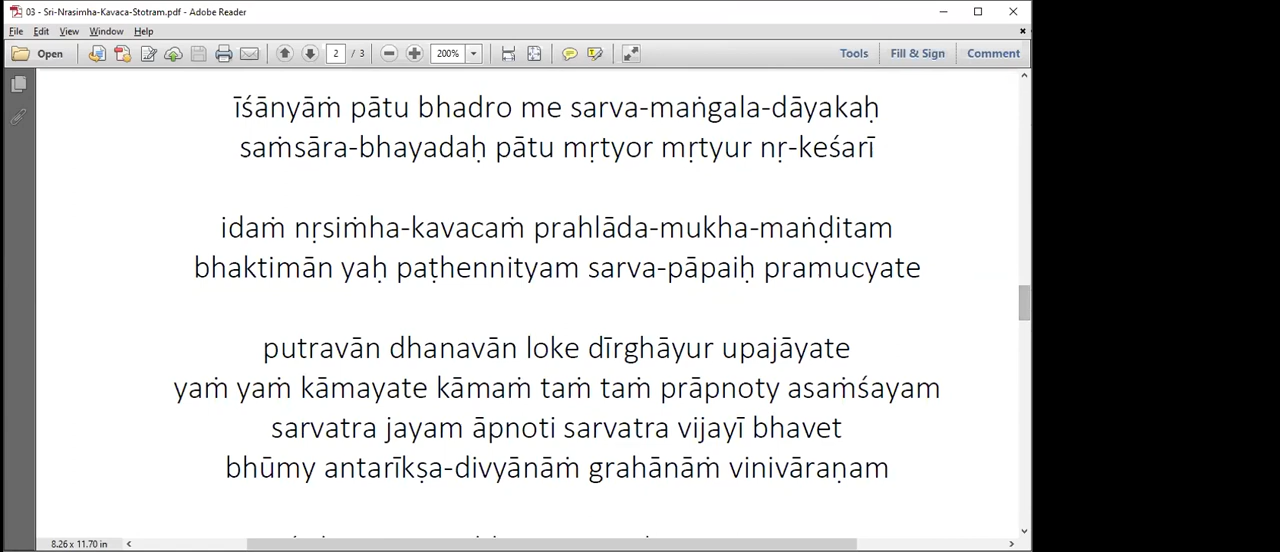 03 - Sri-Nrasimha-Kavaca-Stotram.pdf - Adobe Reader
File Edit View Window Help
Open 2 / 3 200% Tools Fill & Sign Comment
īśānyāṁ pātu bhadro me sarva-maṅgala-dāyakaḥ
saṁsāra-bhayadaḥ pātu mṛtyor mṛtyur nṛ-keśarī
idaṁ nṛsiṁha-kavacaṁ prahlāda-mukha-maṅḍitam
bhaktimān yaḥ paṭhennityam sarva-pāpaiḥ pramucyate
putravān dhanavān loke dīrghāyur upajāyate
yaṁ yaṁ kāmayate kāmaṁ taṁ taṁ prāpnoty asaṁśayam
sarvatra jayam āpnoti sarvatra vijayī bhavet
bhūmy antarīkṣa-divyānāṁ grahānāṁ vinivāraṇam
8.26 x 11.70 in